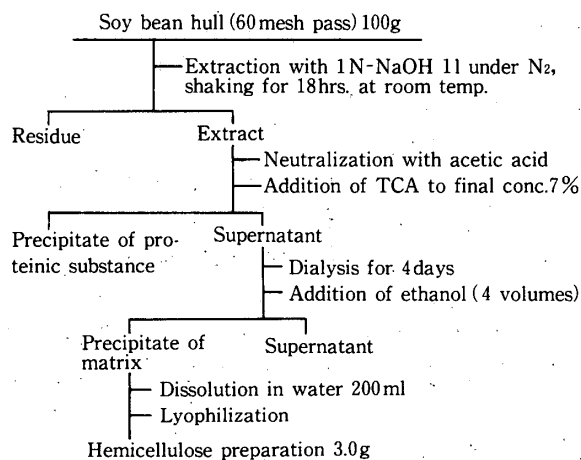 Soy bean hull (60 mesh pass) 100g
Extraction with 1N-NaOH 1l under N₂,
shaking for 18hrs. at room temp.
Residue
Extract
Neutralization with acetic acid
Addition of TCA to final conc.7%
Precipitate of pro-
teinic substance
Supernatant
Dialysis for 4days
Addition of ethanol (4 volumes)
Precipitate of
matrix
Supernatant
Dissolution in water 200ml
Lyophilization
Hemicellulose preparation 3.0g